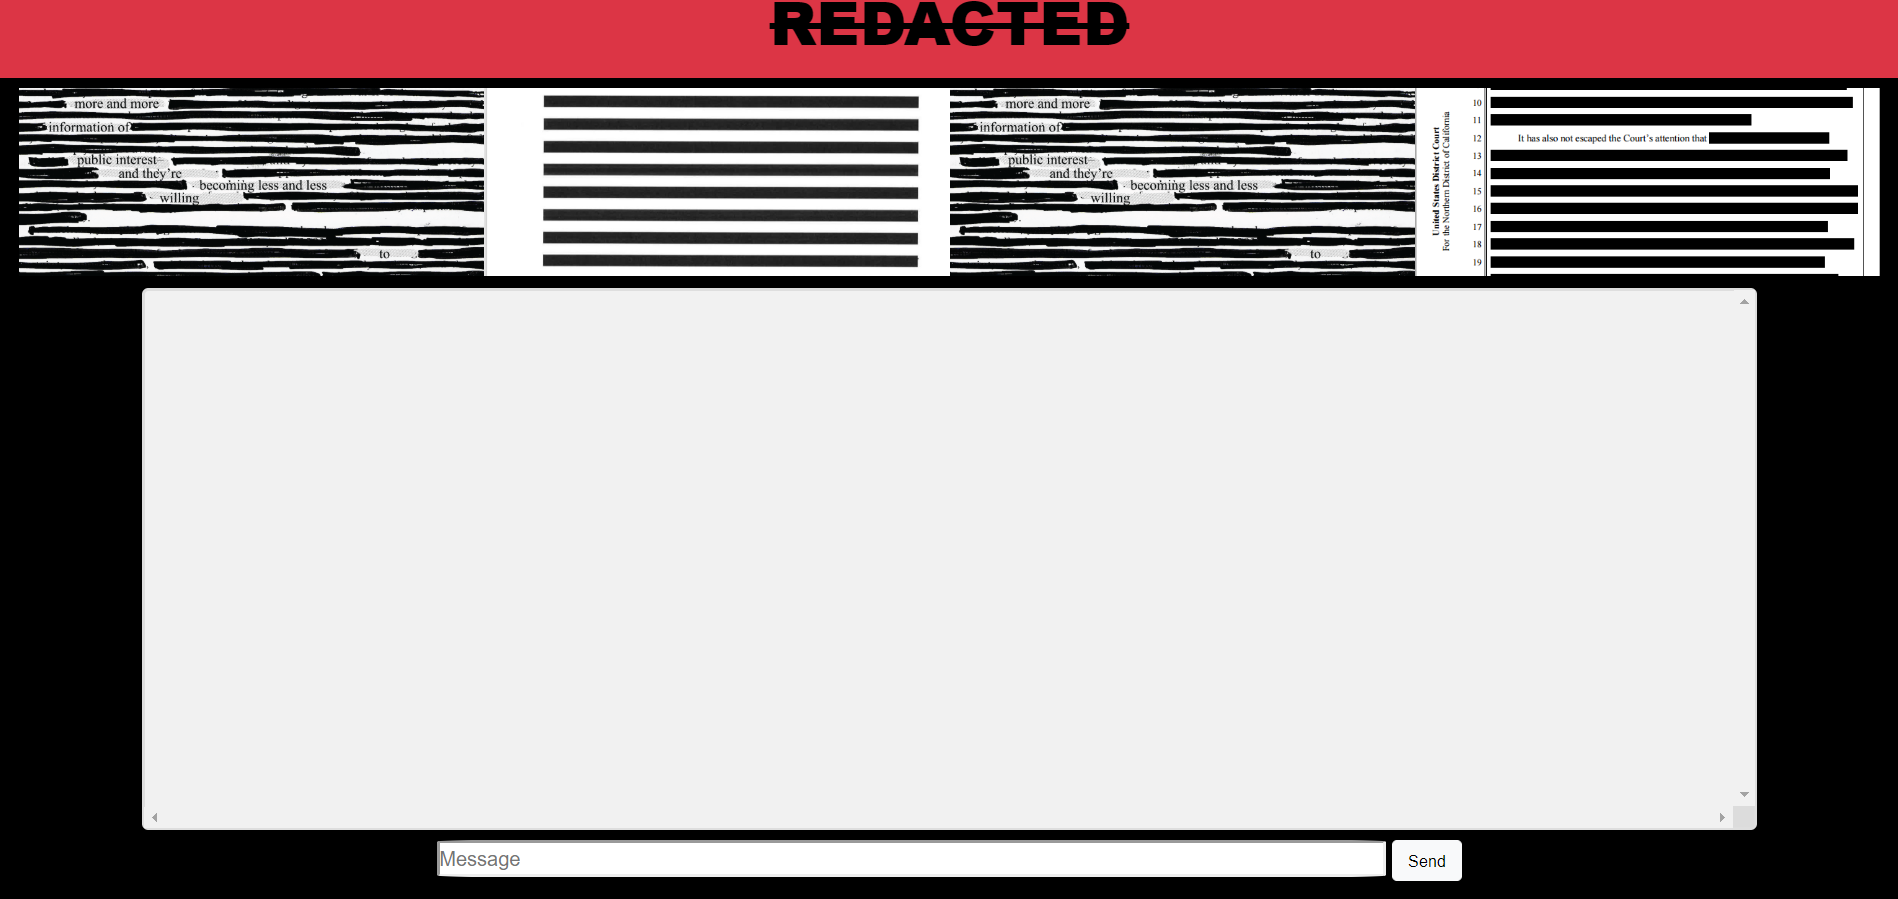 REDACTED
more and more
information of
public interest
and they're
becoming less and less
willing
to
more and more
information of
public interest
and they're
becoming less and less
willing
to
United States District Court
For the Northern District of California
10
11
12 It has also not escaped the Court's attention that
13
14
15
16
17
18
19
Message
Send